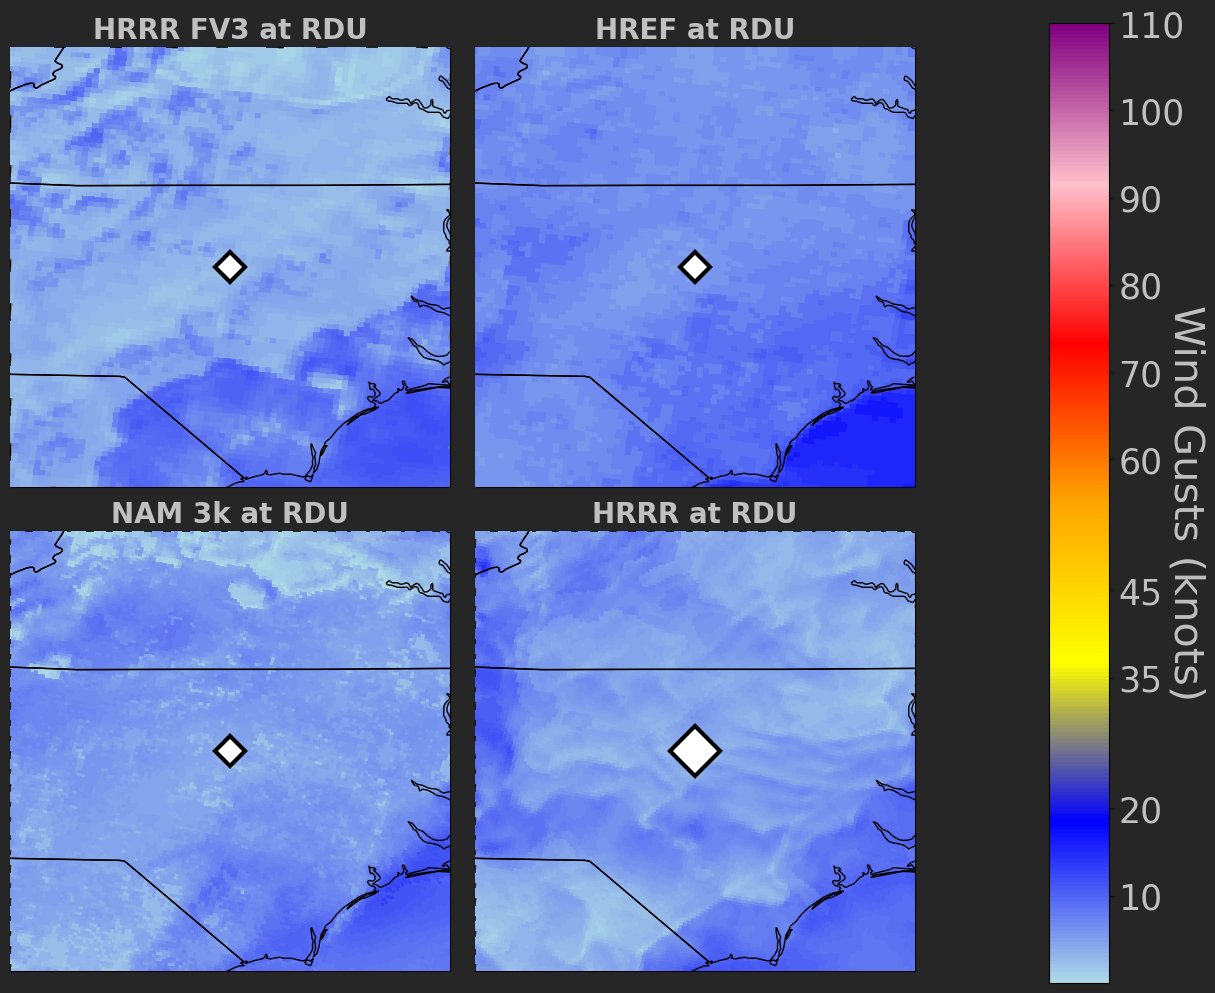 HRRR FV3 at RDU
HREF at RDU
NAM 3k at RDU
HRRR at RDU
110
100
90
80
70
60
45
35
20
10
Wind Gusts (knots)